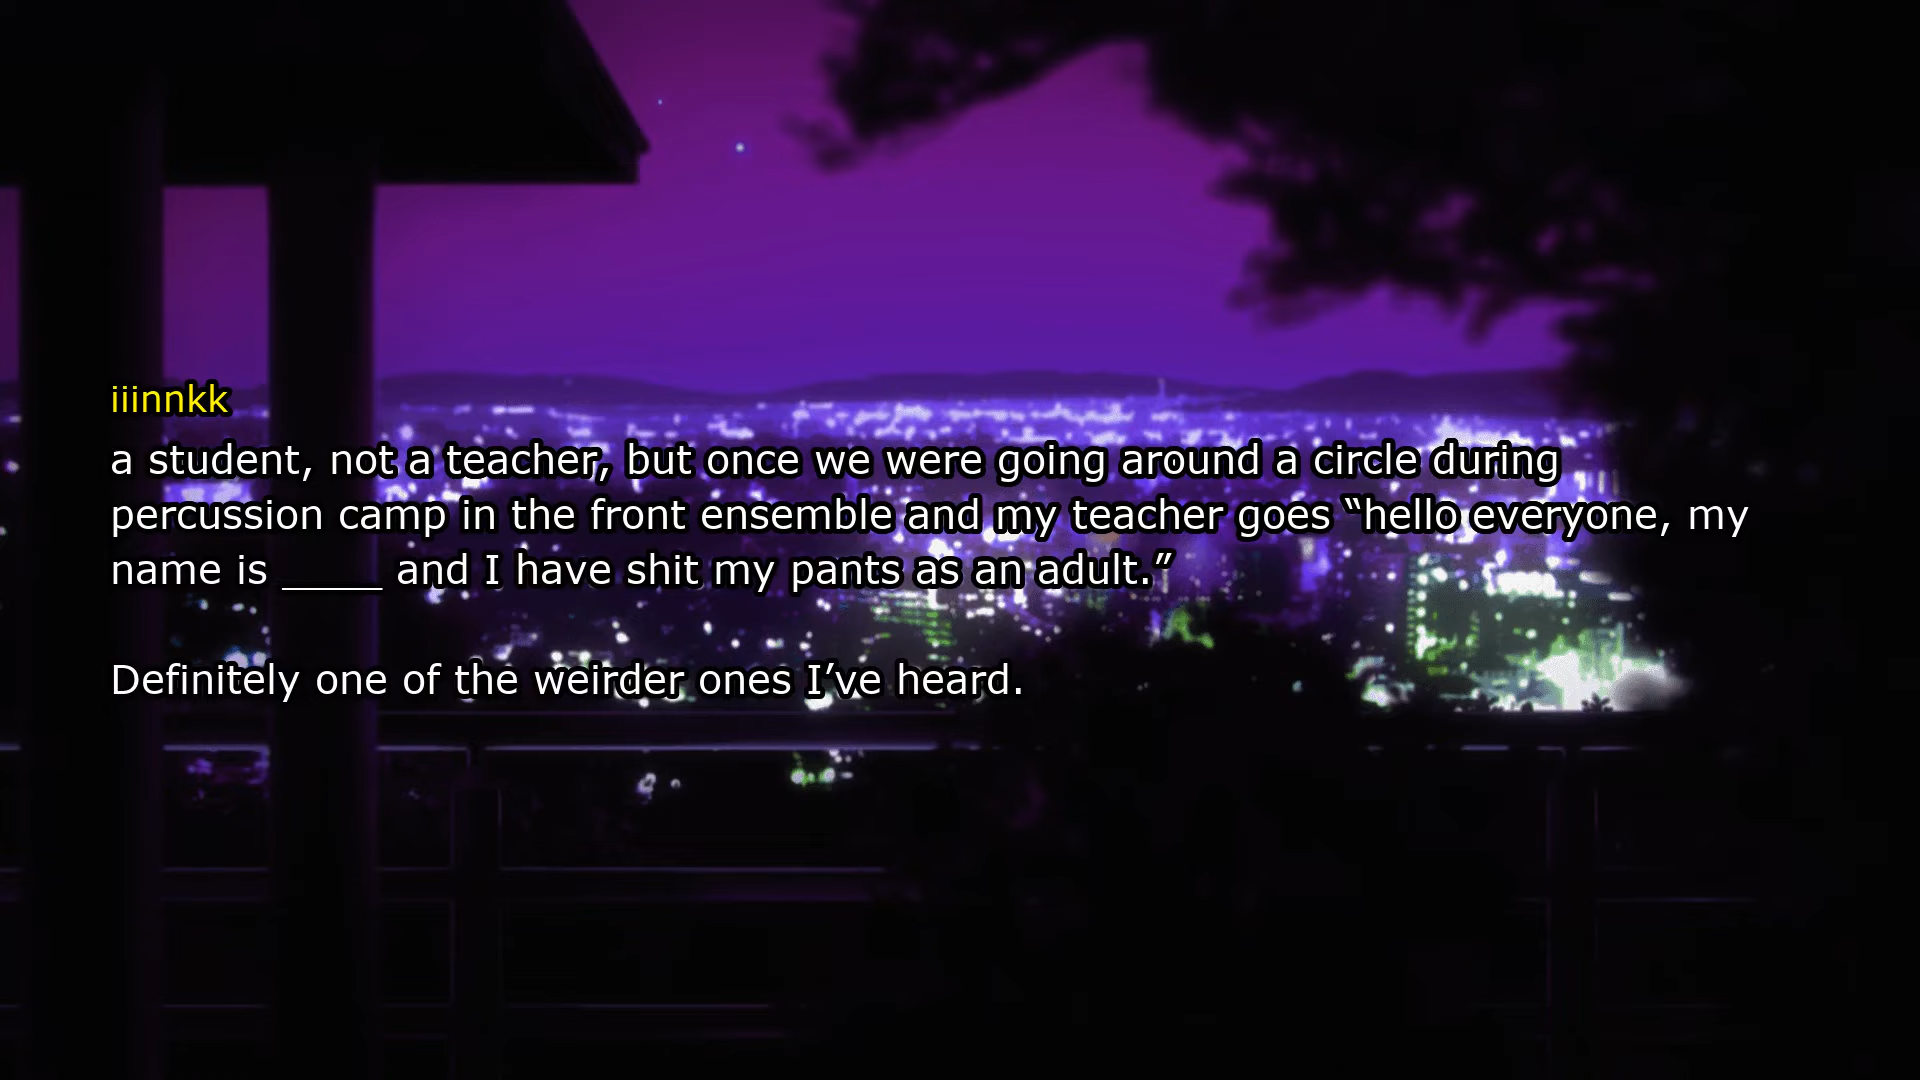 iiinnkk
a student, not a teacher, but once we were going around a circle during
percussion camp in the front ensemble and my teacher goes “hello everyone, my
name is ____ and I have shit my pants as an adult.”
Definitely one of the weirder ones I’ve heard.